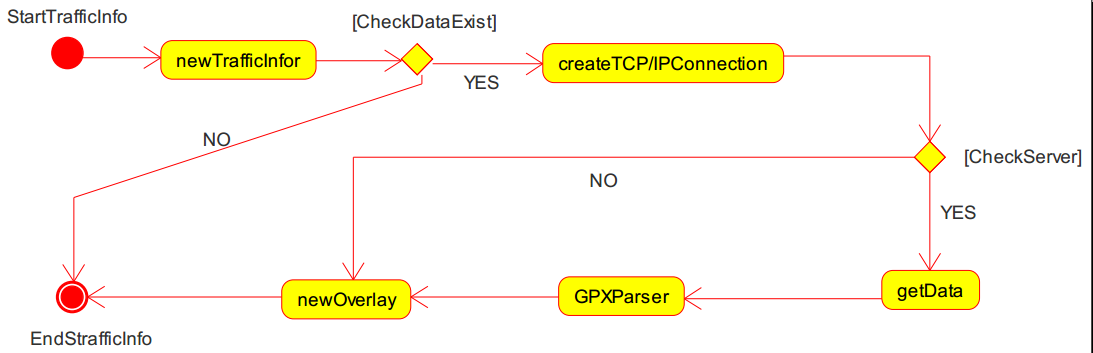 StartTrafficInfo
[CheckDataExist]
newTrafficInfor
createTCP/IPConnection
YES
NO
[CheckServer]
NO
YES
newOverlay
GPXParser
getData
EndStrafficInfo